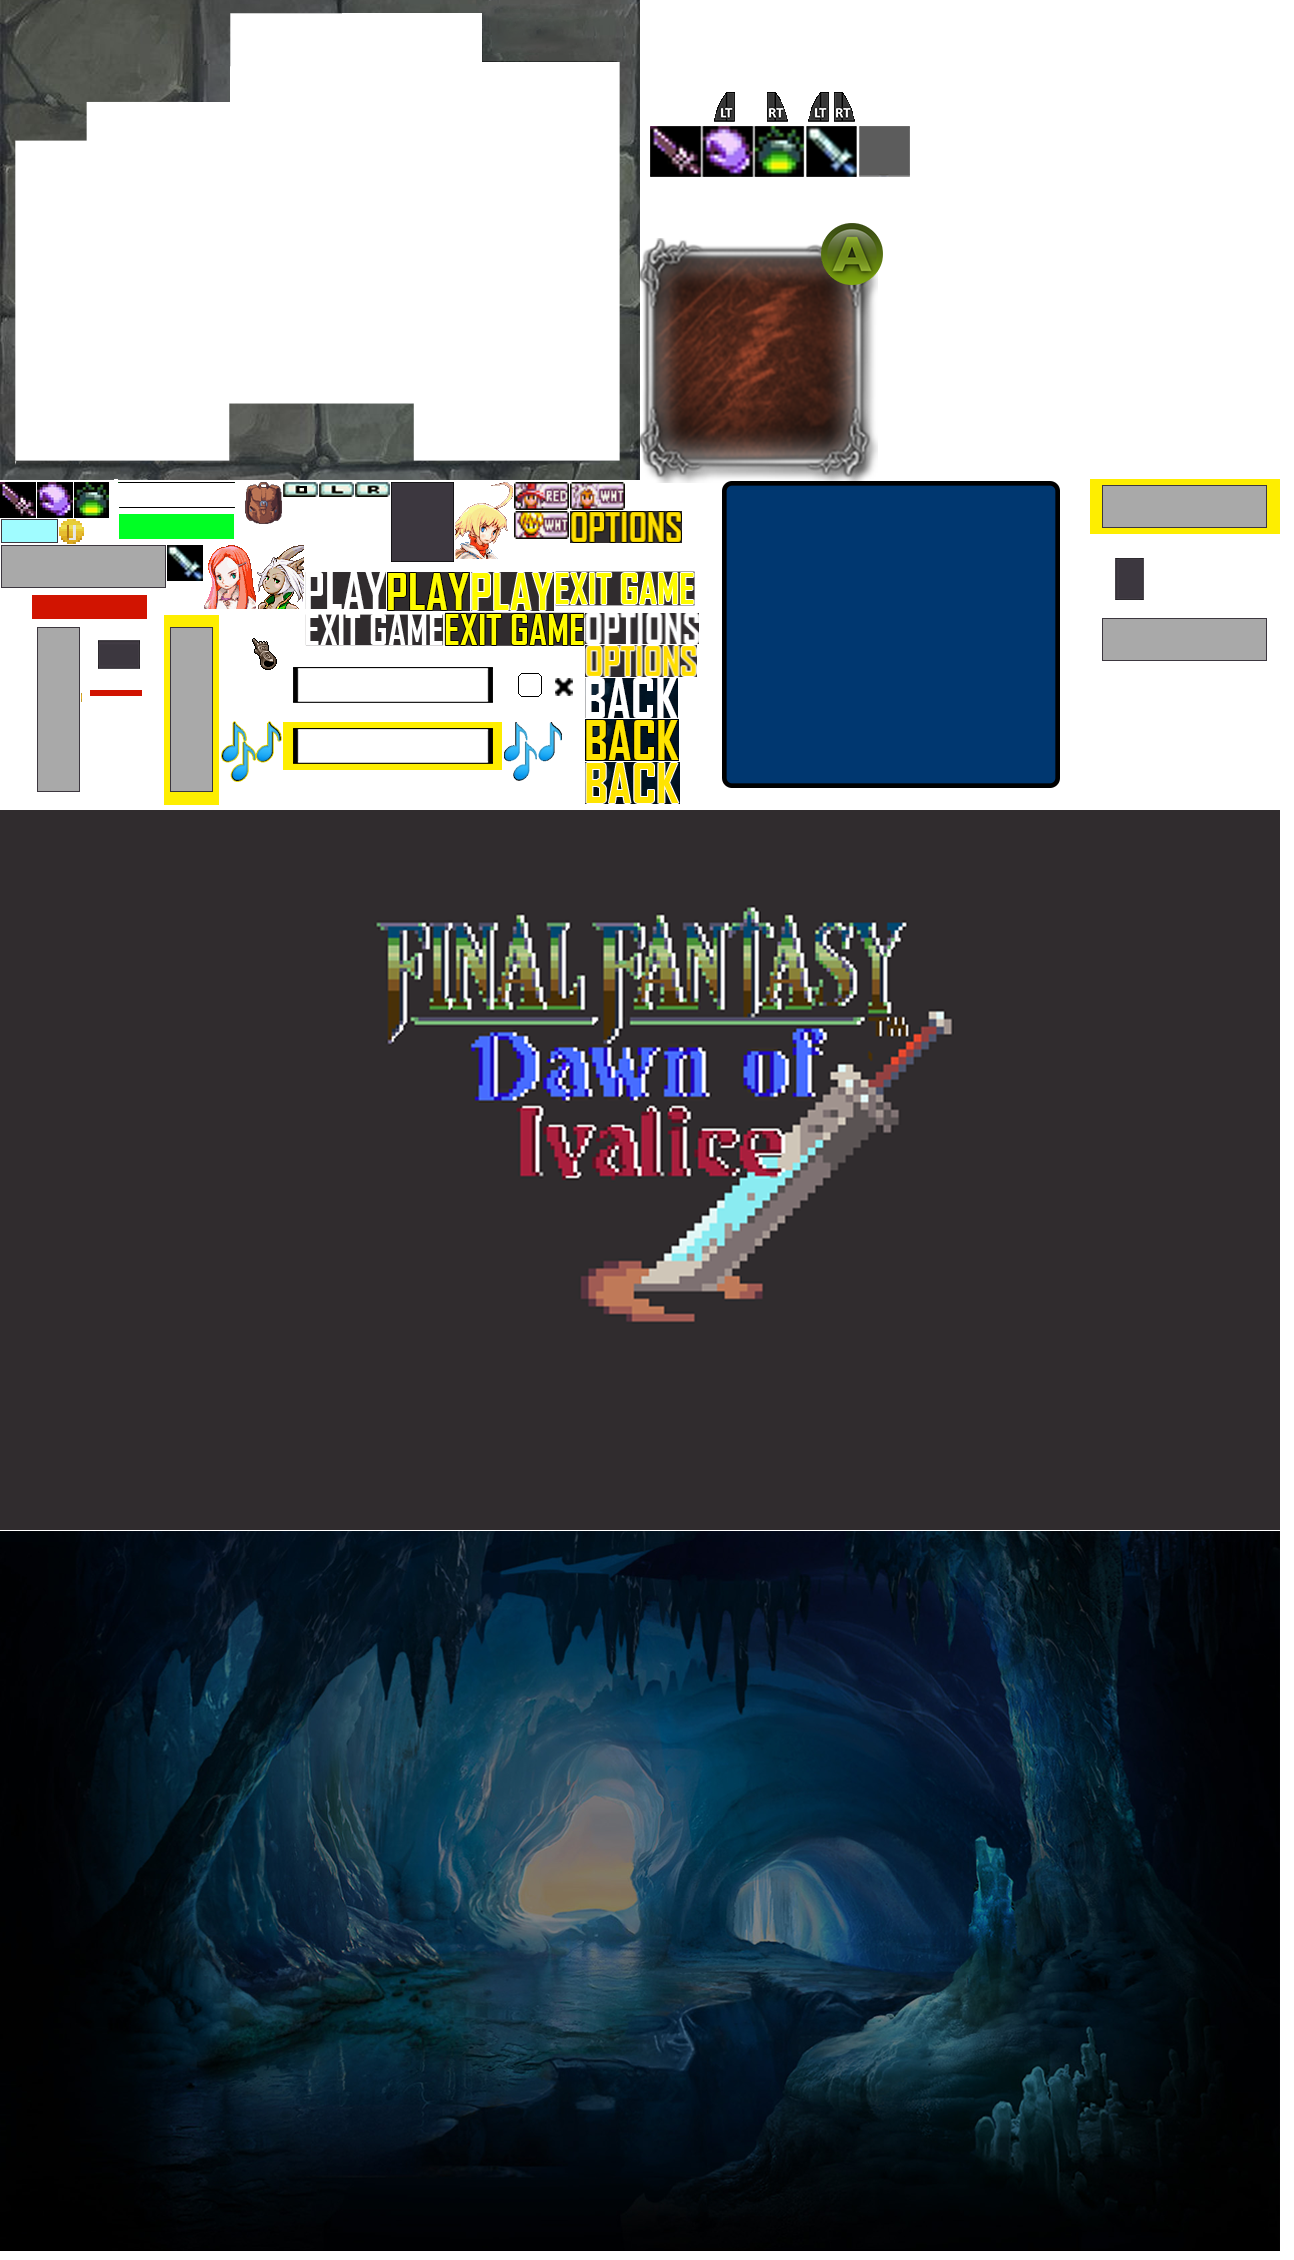 LT RT LT RT
A
O L R
RED WHT
WHT OPTIONS
PLAY PLAY PLAY EXIT GAME
EXIT GAME EXIT GAME OPTIONS
OPTIONS
BACK
BACK
BACK
FINAL FANTASY
TM
Dawn of
Ivalice